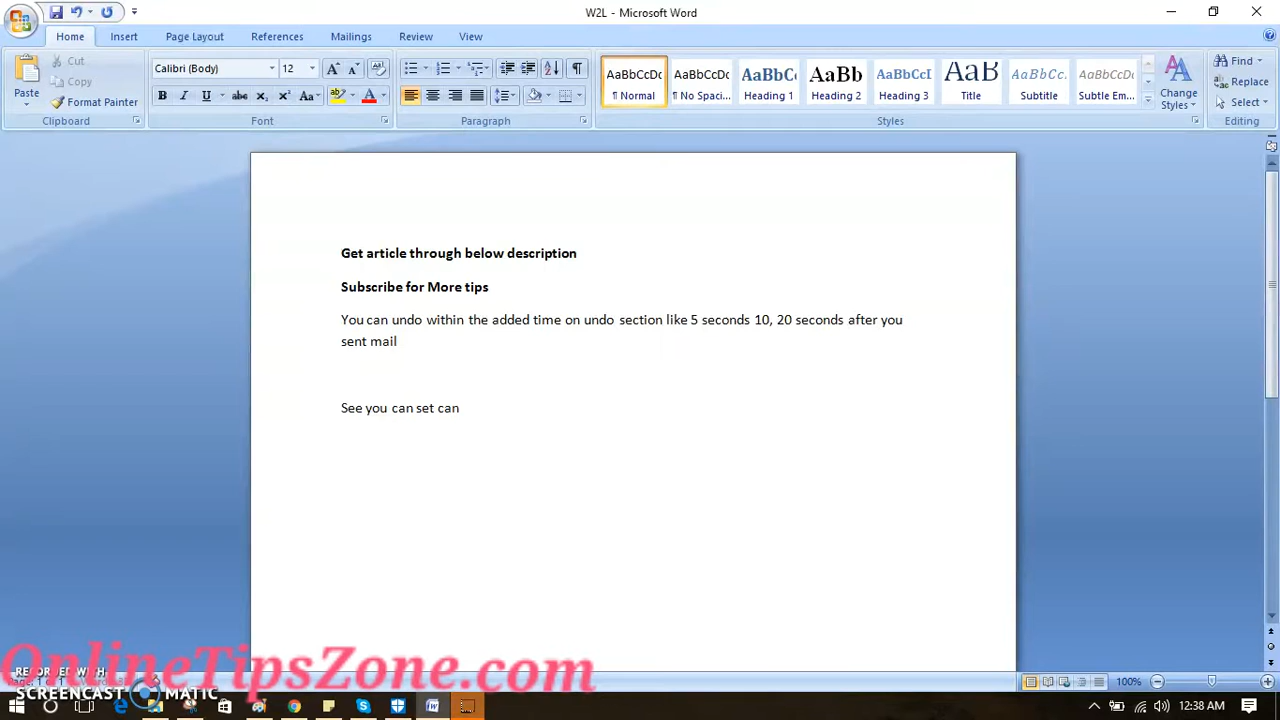 W2L - Microsoft Word
Home Insert Page Layout References Mailings Review View
Paste
Cut
Copy
Format Painter
Clipboard
Calibri (Body) 12
Font
Paragraph
AaBbCcDc AaBbCcDc AaBbC AaBb AaBbCcI AaB AaBbCc. AaBbCcDc
¶ Normal ¶ No Spaci... Heading 1 Heading 2 Heading 3 Title Subtitle Subtle Em...
Change
Styles
Styles
Find
Replace
Select
Editing
Get article through below description
Subscribe for More tips
You can undo within the added time on undo section like 5 seconds 10, 20 seconds after you
sent mail
See you can set can
OnlineTipsZone.com
RECORDED WITH
SCREENCAST MATIC
100%
12:38 AM